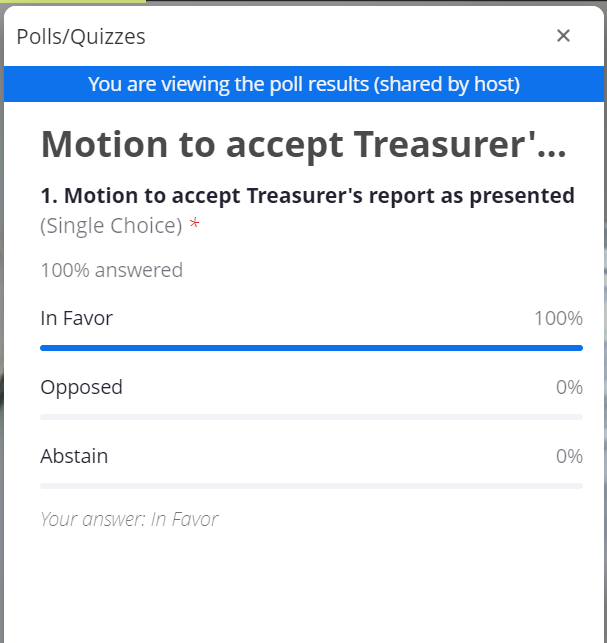 Polls/Quizzes
You are viewing the poll results (shared by host)
Motion to accept Treasurer'...
1. Motion to accept Treasurer's report as presented
(Single Choice) *
100% answered
In Favor 100%
Opposed 0%
Abstain 0%
Your answer: In Favor